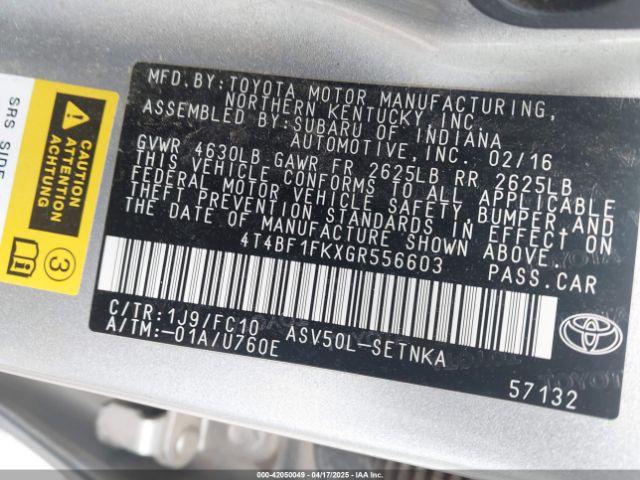 MFD.BY:TOYOTA MOTOR MANUFACTURING,
NORTHERN KENTUCKY,INC.
ASSEMBLED BY:SUBARU OF INDIANA
AUTOMOTIVE,INC. 02/16
GVWR 4630LB GAWR FR 2625LB RR 2625LB
THIS VEHICLE CONFORMS TO ALL APPLICABLE
FEDERAL MOTOR VEHICLE SAFETY,BUMPER,AND
THEFT PREVENTION STANDARDS IN EFFECT ON
THE DATE OF MANUFACTURE SHOWN ABOVE.
4T4BF1FKXGR556603
PASS.CAR
C/TR:1J9/FC10
A/TM:-01A/U760E
ASV50L-SETNKA
TOYOTA
57132
SRS SIDE
CAUTION
ATTENTION
ACHTUNG
3
000-42050049 - 04/17/2025 - IAAI.COM